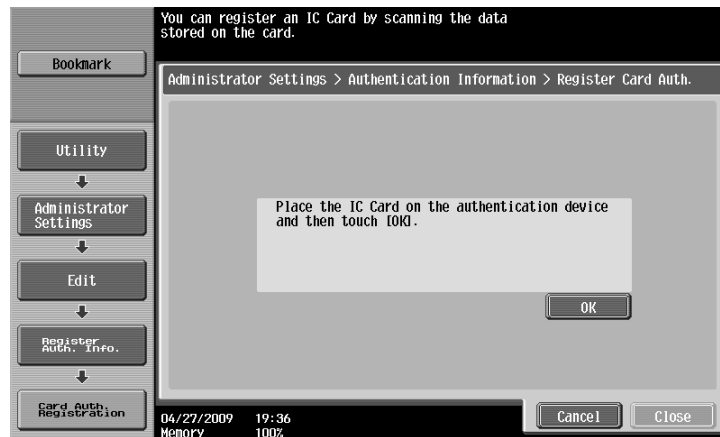 You can register an IC Card by scanning the data
stored on the card.
Bookmark
Administrator Settings > Authentication Information > Register Card Auth.
Utility
Administrator
Settings
Edit
Register
Auth. Info.
Card Auth.
Registration
Place the IC Card on the authentication device
and then touch [OK].
OK
04/27/2009 19:36
Memory 100%
Cancel
Close